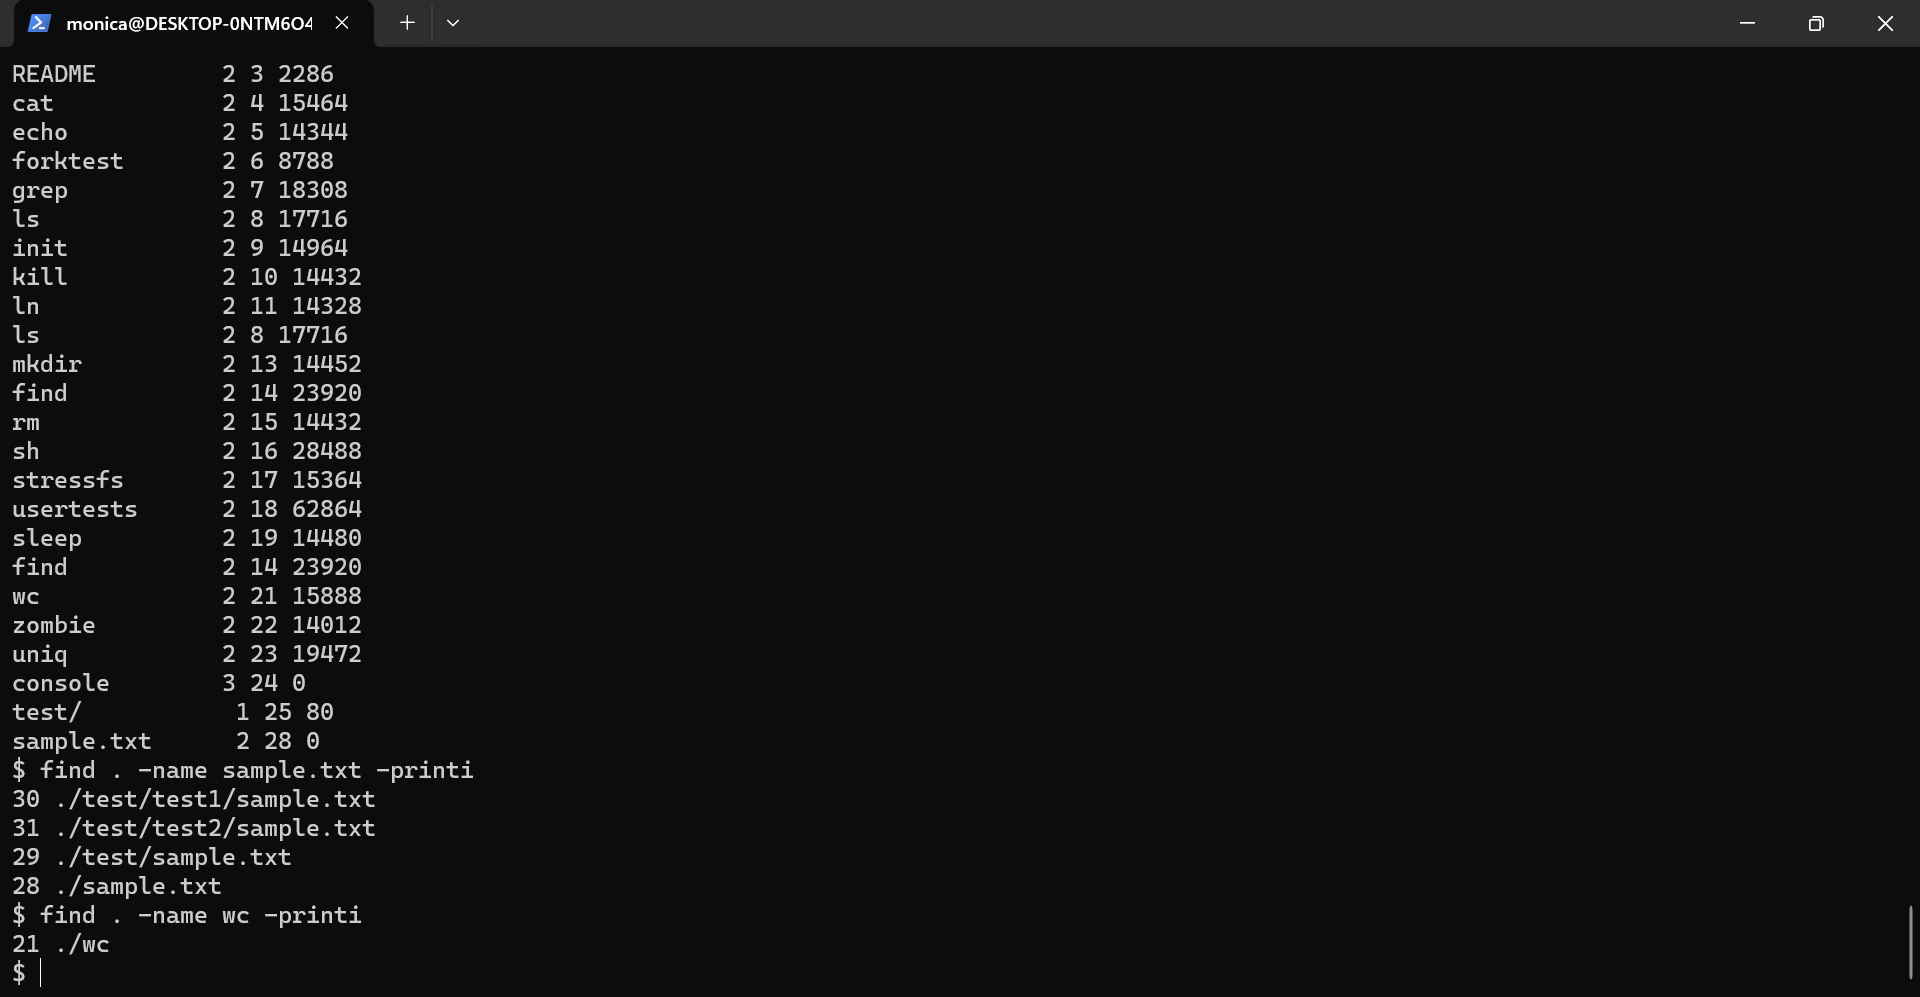 monica@DESKTOP-0NTM6O4
README 2 3 2286
cat 2 4 15464
echo 2 5 14344
forktest 2 6 8788
grep 2 7 18308
ls 2 8 17716
init 2 9 14964
kill 2 10 14432
ln 2 11 14328
ls 2 8 17716
mkdir 2 13 14452
find 2 14 23920
rm 2 15 14432
sh 2 16 28488
stressfs 2 17 15364
usertests 2 18 62864
sleep 2 19 14480
find 2 14 23920
wc 2 21 15888
zombie 2 22 14012
uniq 2 23 19472
console 3 24 0
test/ 1 25 80
sample.txt 2 28 0
$ find . -name sample.txt -printi
30 ./test/test1/sample.txt
31 ./test/test2/sample.txt
29 ./test/sample.txt
28 ./sample.txt
$ find . -name wc -printi
21 ./wc
$